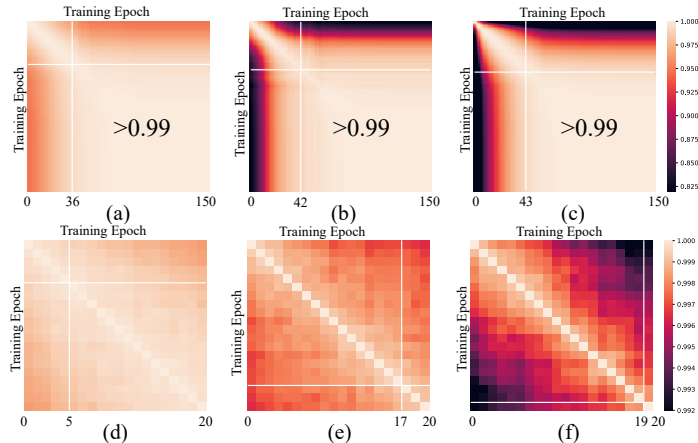 Training Epoch Training Epoch Training Epoch
Training Epoch Training Epoch Training Epoch
>0.99 >0.99 >0.99
1.000
0.975
0.950
0.925
0.900
0.875
0.850
0.825
0 36 150 0 42 150 0 43 150
(a) (b) (c)
Training Epoch Training Epoch Training Epoch
Training Epoch Training Epoch Training Epoch
1.000
0.999
0.998
0.997
0.996
0.995
0.994
0.993
0.992
0 5 20 0 17 20 0 19 20
(d) (e) (f)